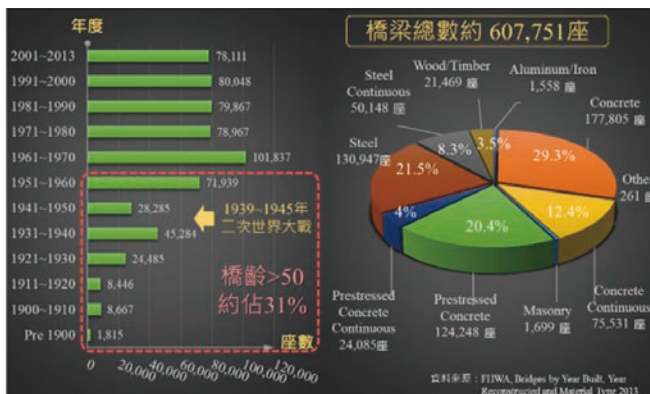 年度
2001~2013 78,111
1991~2000 80,048
1981~1990 79,867
1971~1980 78,967
1961~1970 101,837
1951~1960 71,939
1941~1950 28,285
1931~1940 45,284
1921~1930 24,485
1911~1920 8,446
1900~1910 8,667
Pre 1900 1,815
1939~1945年
二次世界大戰
橋齡>50
約佔31%
座數
0
20,000
40,000
60,000
80,000
100,000
120,000
橋梁總數約 607,751座
Wood/Timber
21,469 座
Aluminum/Iron
1,558 座
Steel
Continuous
50,148 座
Concrete
177,805 座
Steel
130,947座
Other
261 座
8.3%
3.5%
29.3%
21.5%
4%
20.4%
12.4%
Prestressed
Concrete
Continuous
24,085座
Prestressed
Concrete
124,248 座
Masonry
1,699 座
Concrete
Continuous
75,531 座
資料來源：FHWA, Bridges by Year Built, Year
Reconstructed and Material Type 2013